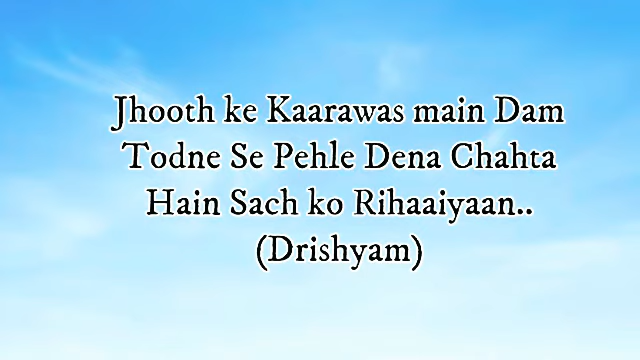 Jhooth ke Kaarawas main Dam
Todne Se Pehle Dena Chahta
Hain Sach ko Rihaaiyaan..
(Drishyam)